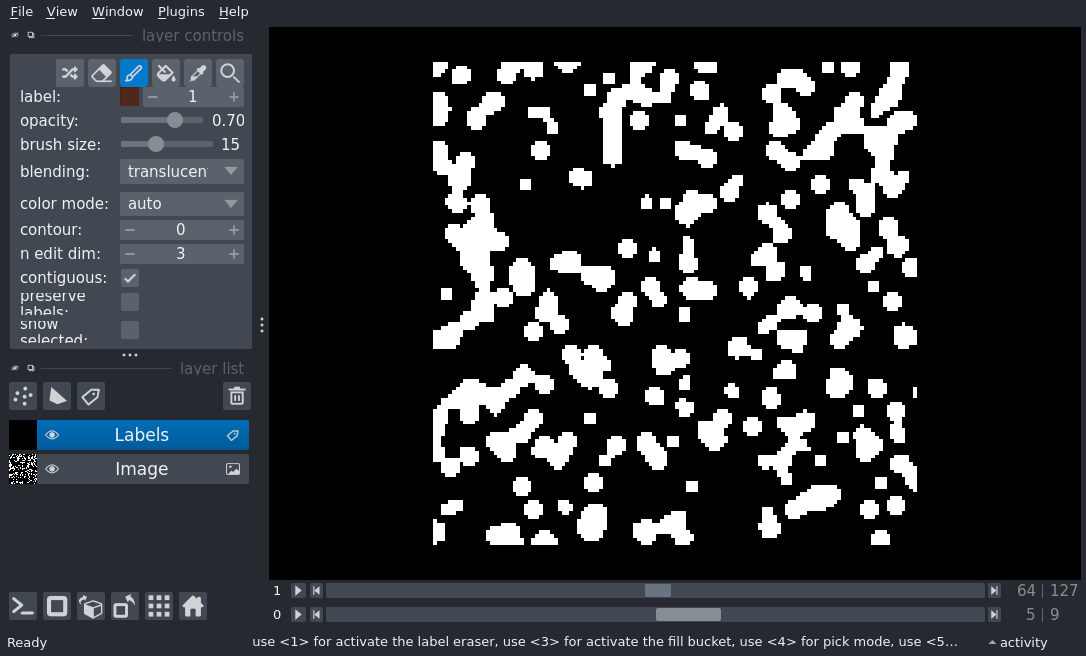 File View Window Plugins Help
layer controls
label: 1
opacity: 0.70
brush size: 15
blending: translucen
color mode: auto
contour: 0
n edit dim: 3
contiguous:
preserve
labels:
show
selected:
layer list
Labels
Image
1 64 127
0 5 9
Ready use <1> for activate the label eraser, use <3> for activate the fill bucket, use <4> for pick mode, use <5… activity